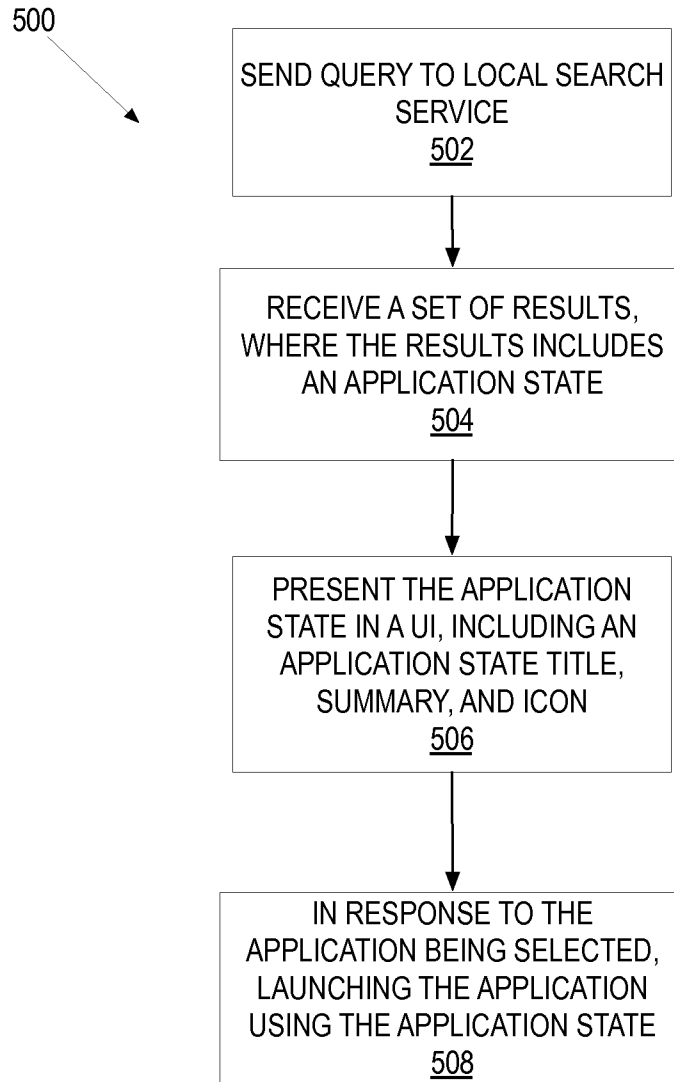 500
SEND QUERY TO LOCAL SEARCH
SERVICE
502
RECEIVE A SET OF RESULTS,
WHERE THE RESULTS INCLUDES
AN APPLICATION STATE
504
PRESENT THE APPLICATION
STATE IN A UI, INCLUDING AN
APPLICATION STATE TITLE,
SUMMARY, AND ICON
506
IN RESPONSE TO THE
APPLICATION BEING SELECTED,
LAUNCHING THE APPLICATION
USING THE APPLICATION STATE
508